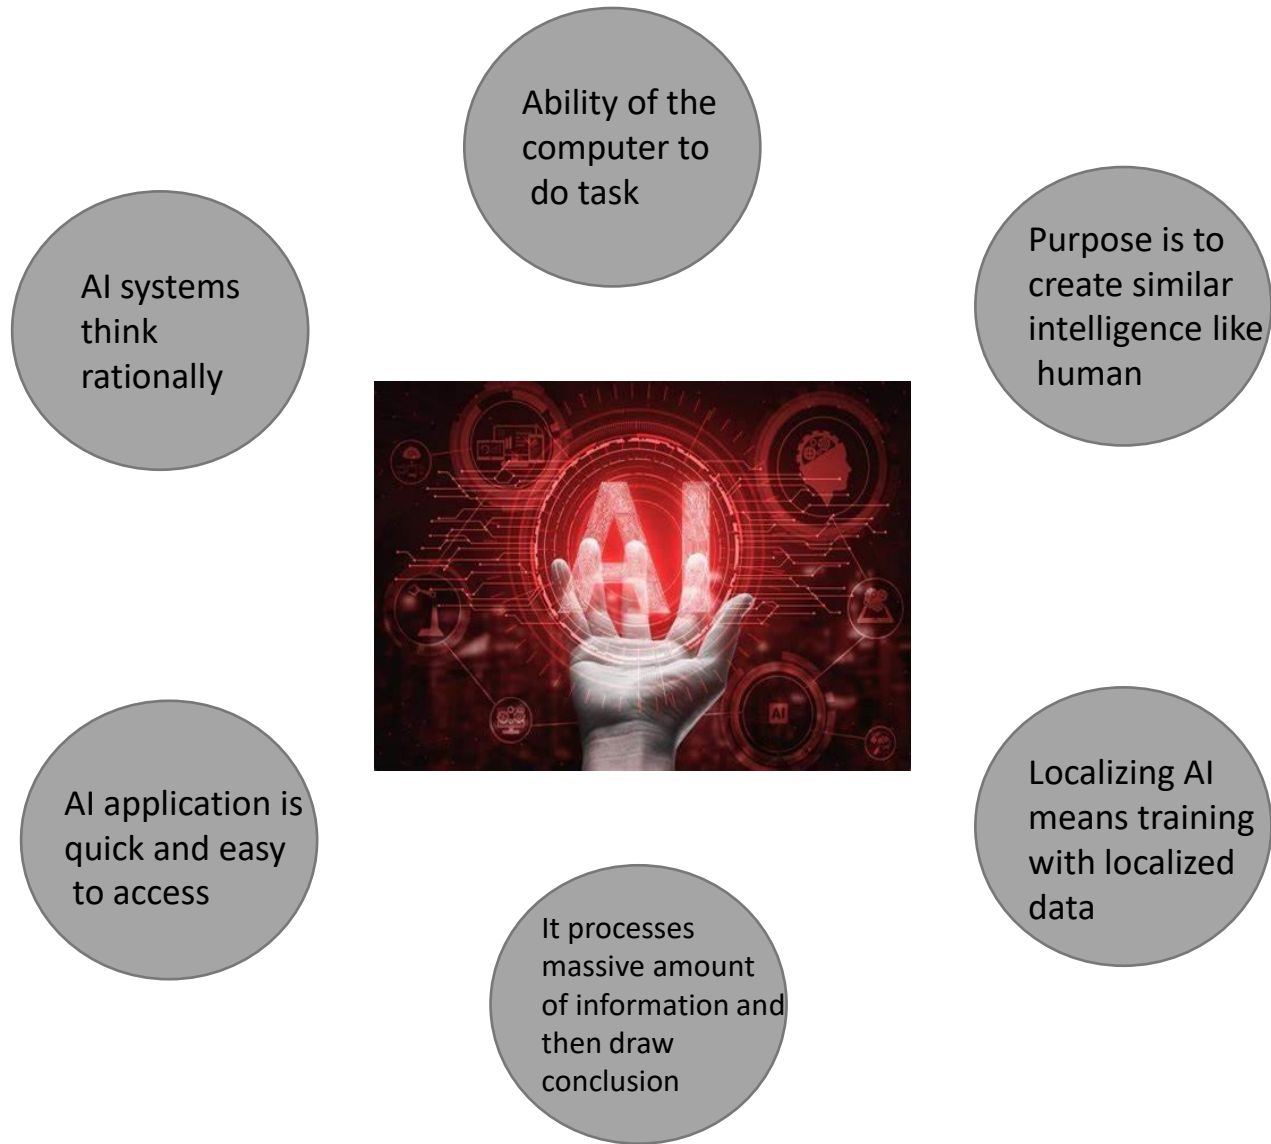 Ability of the
computer to
do task
Purpose is to
create similar
intelligence like
human
AI systems
think
rationally
AI
AI
AI application is
quick and easy
to access
Localizing AI
means training
with localized
data
It processes
massive amount
of information and
then draw
conclusion